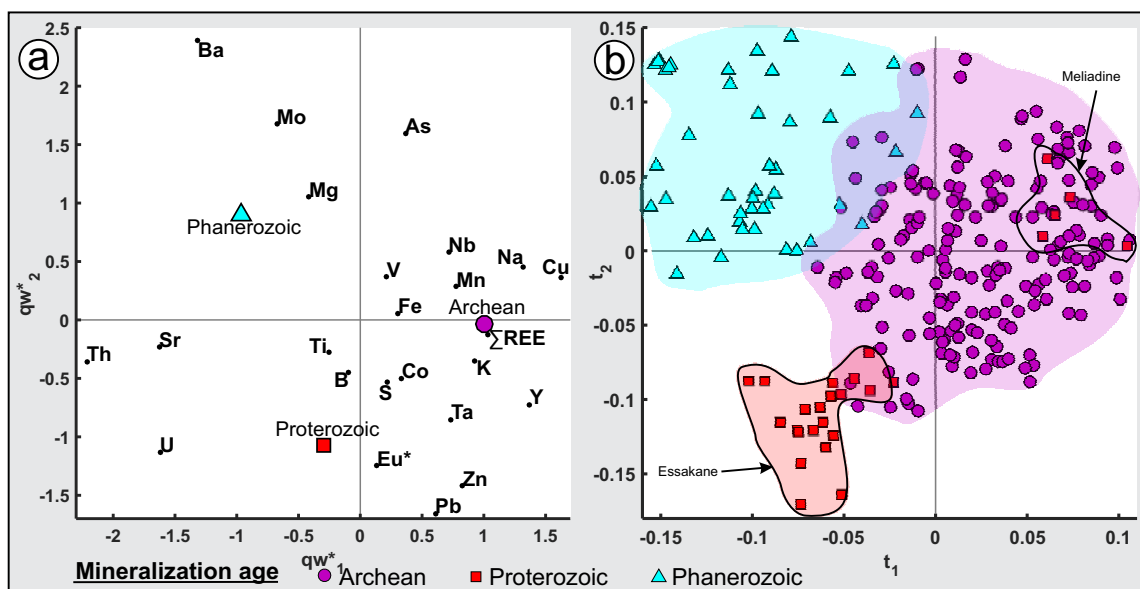 a
2.5
2
1.5
1
0.5
0
-0.5
-1
-1.5
qw*2
Ba
Mo
As
Mg
Phanerozoic
Nb
Na
Cu
V
Mn
Fe
Archean
∑REE
Sr
Th
Ti
K
B
S
Co
Y
Ta
Proterozoic
U
Eu*
Zn
Pb
-2 -1.5 -1 -0.5 0 0.5 1 1.5
qw*1
b
0.15
0.1
0.05
0
-0.05
-0.1
-0.15
t2
Meliadine
Essakane
-0.15 -0.1 -0.05 0 0.05 0.1
t1
Mineralization age Archean Proterozoic Phanerozoic